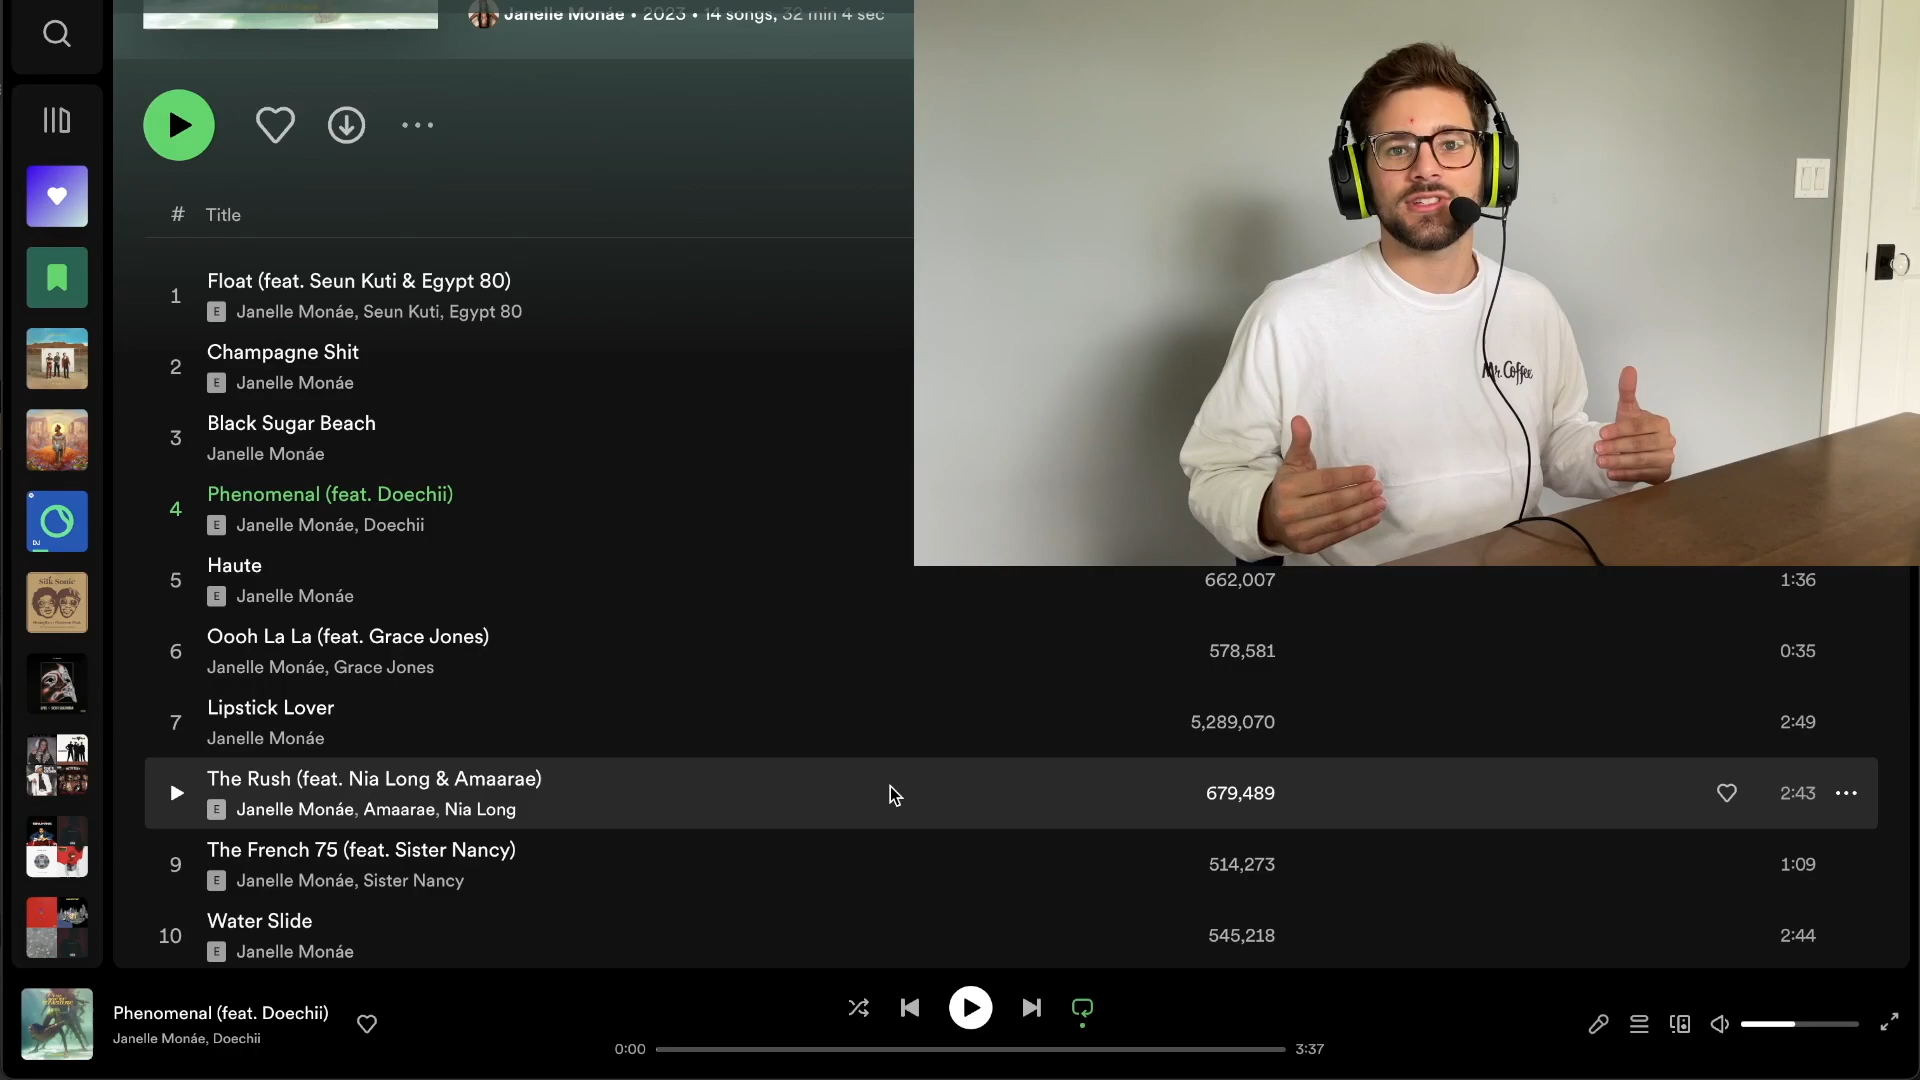 Janelle Monáe • 2023 • 14 songs, 32 min 4 sec
# Title
1 Float (feat. Seun Kuti & Egypt 80)
E Janelle Monáe, Seun Kuti, Egypt 80
2 Champagne Shit
E Janelle Monáe
3 Black Sugar Beach
Janelle Monáe
4 Phenomenal (feat. Doechii)
E Janelle Monáe, Doechii
5 Haute 662,007 1:36
E Janelle Monáe
6 Oooh La La (feat. Grace Jones) 578,581 0:35
Janelle Monáe, Grace Jones
7 Lipstick Lover 5,289,070 2:49
Janelle Monáe
The Rush (feat. Nia Long & Amaarae) 679,489 2:43
E Janelle Monáe, Amaarae, Nia Long
9 The French 75 (feat. Sister Nancy) 514,273 1:09
E Janelle Monáe, Sister Nancy
10 Water Slide 545,218 2:44
E Janelle Monáe
Mr. Coffee
DJ
Silk Sonic
Phenomenal (feat. Doechii)
Janelle Monáe, Doechii
0:00 3:37